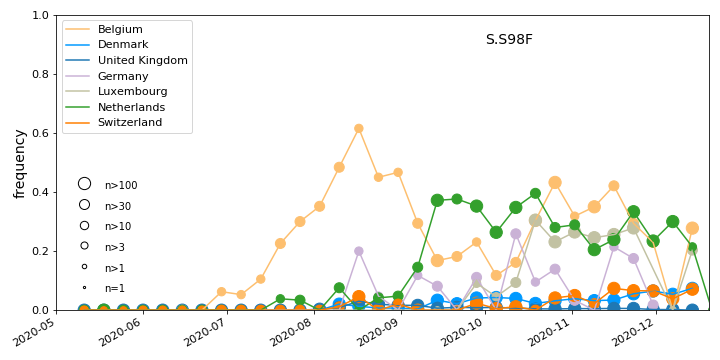 1.0
0.8
0.6
0.4
0.2
0.0
frequency
Belgium
Denmark
United Kingdom
Germany
Luxembourg
Netherlands
Switzerland
S.S98F
n>100
n>30
n>10
n>3
n>1
n=1
2020-05
2020-06
2020-07
2020-08
2020-09
2020-10
2020-11
2020-12